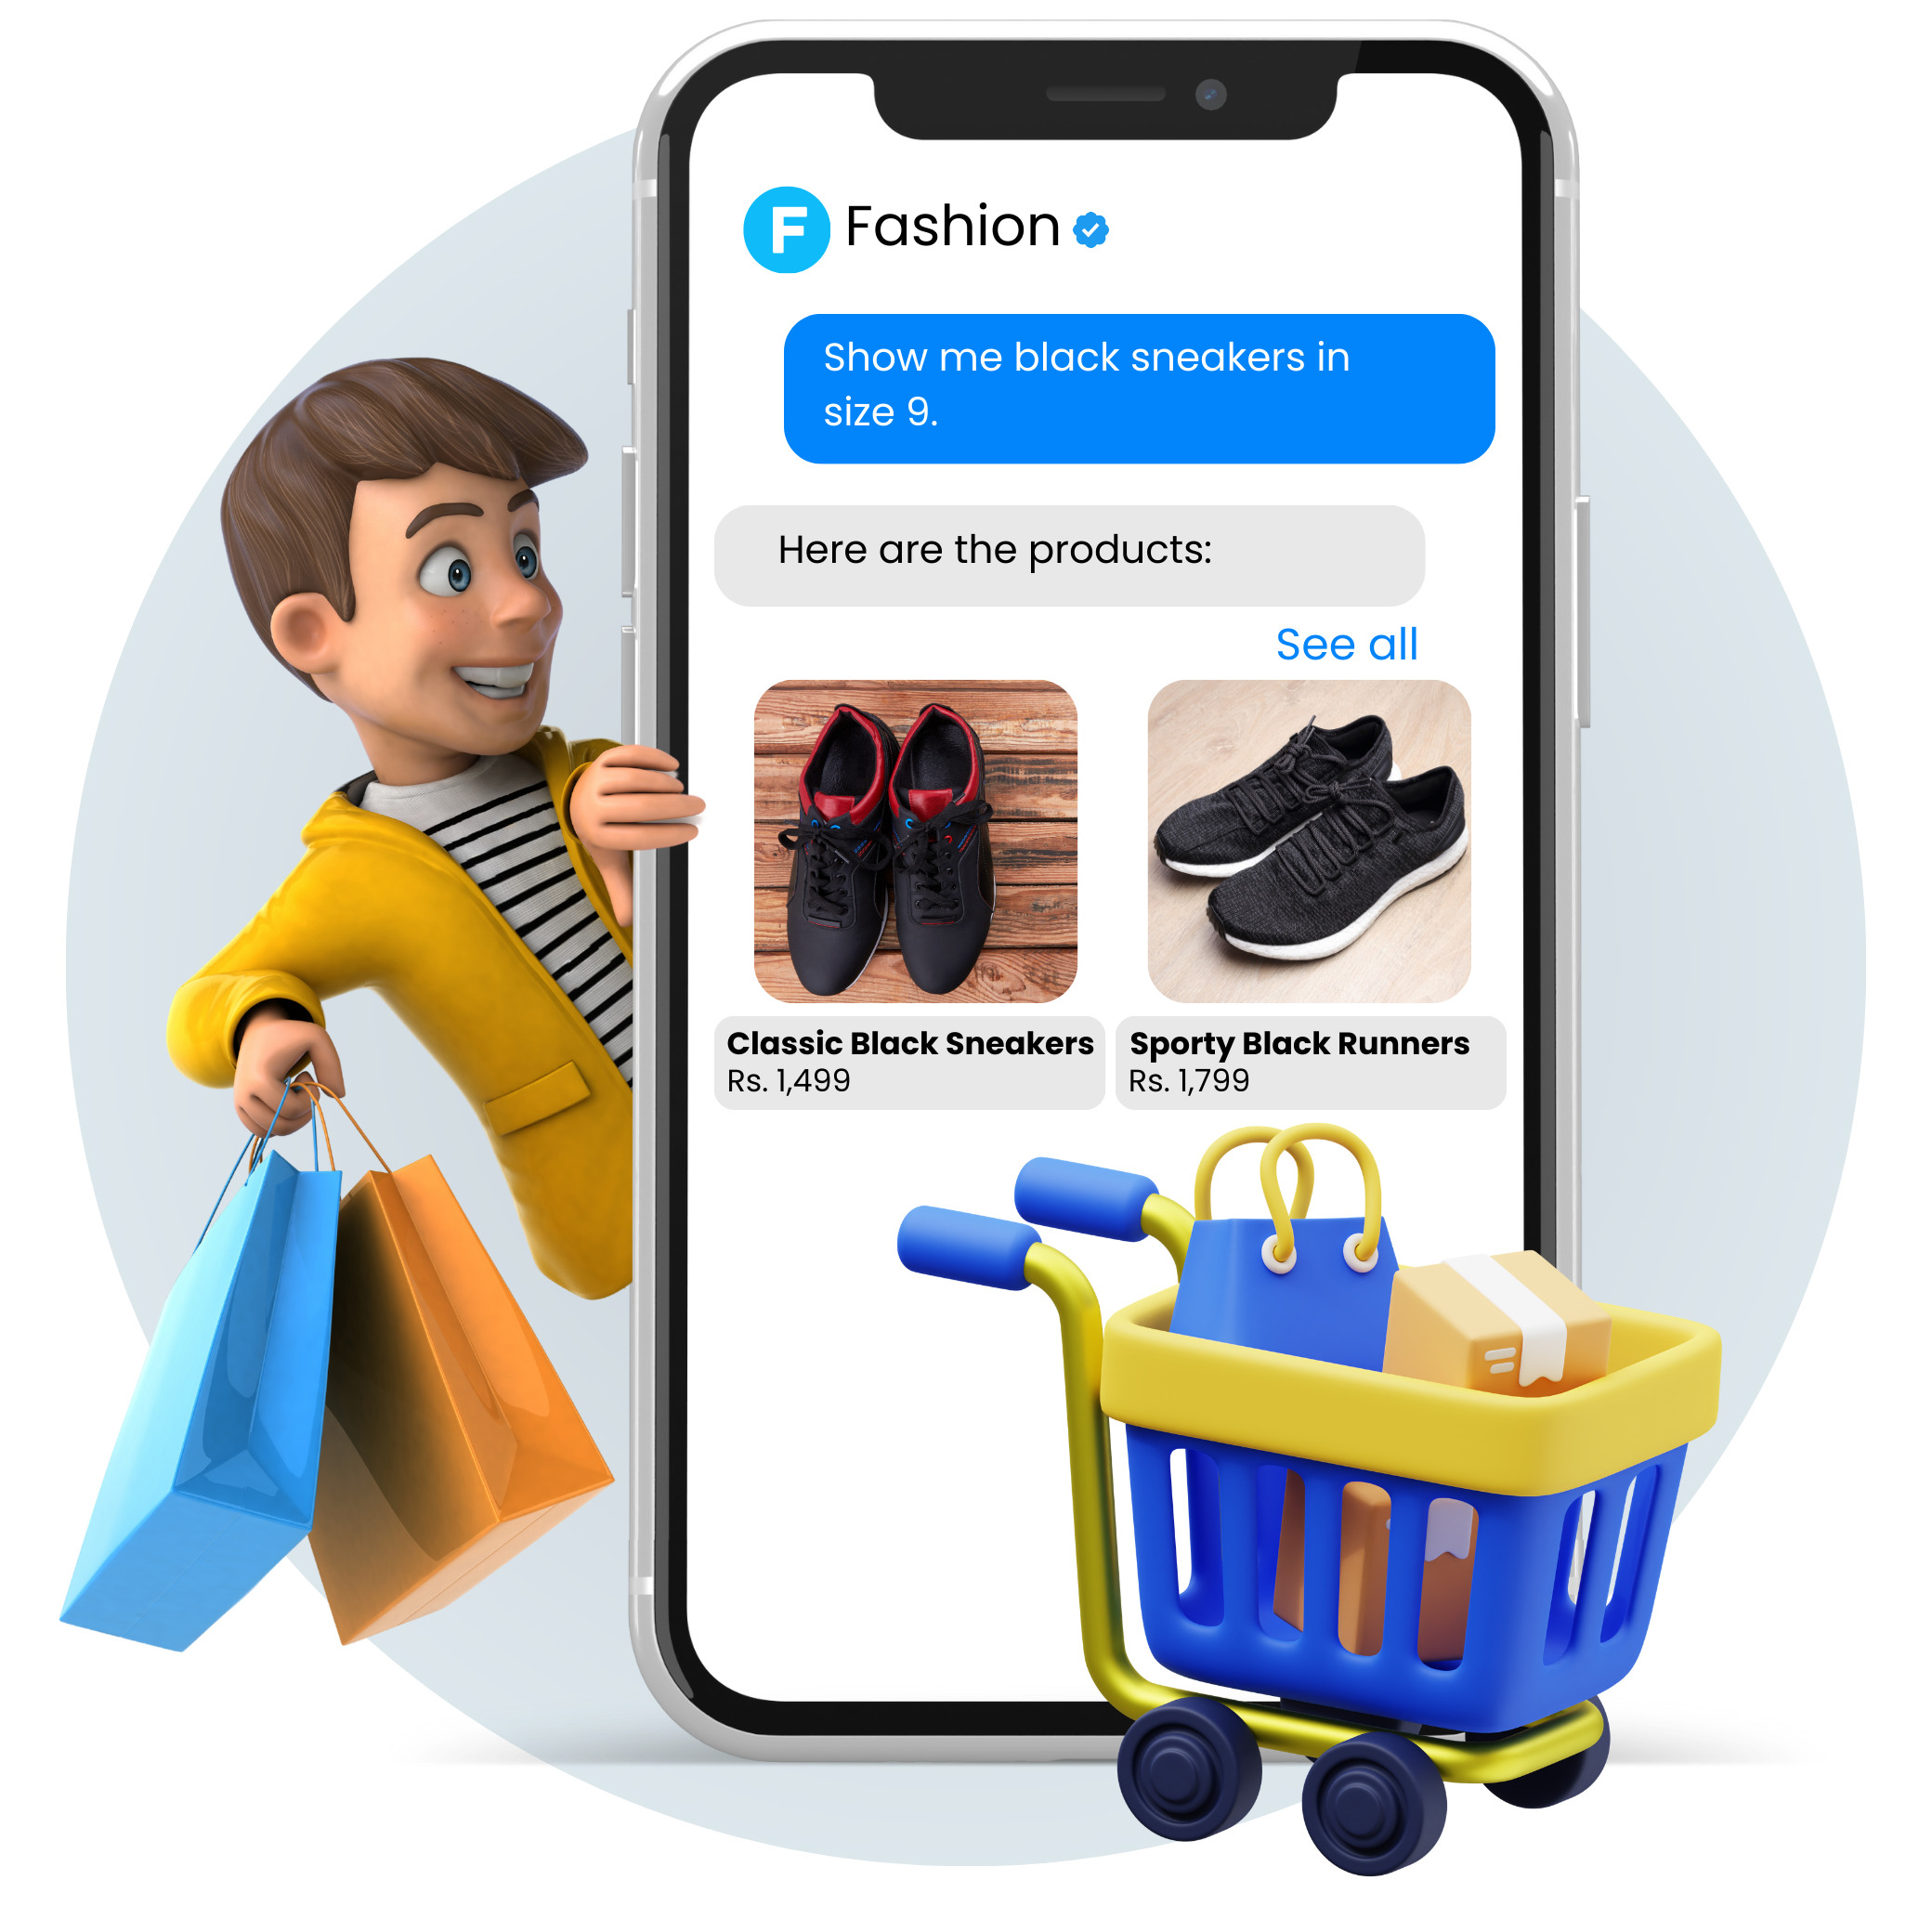 F Fashion
Show me black sneakers in
size 9.
Here are the products:
See all
Classic Black Sneakers
Rs. 1,499
Sporty Black Runners
Rs. 1,799